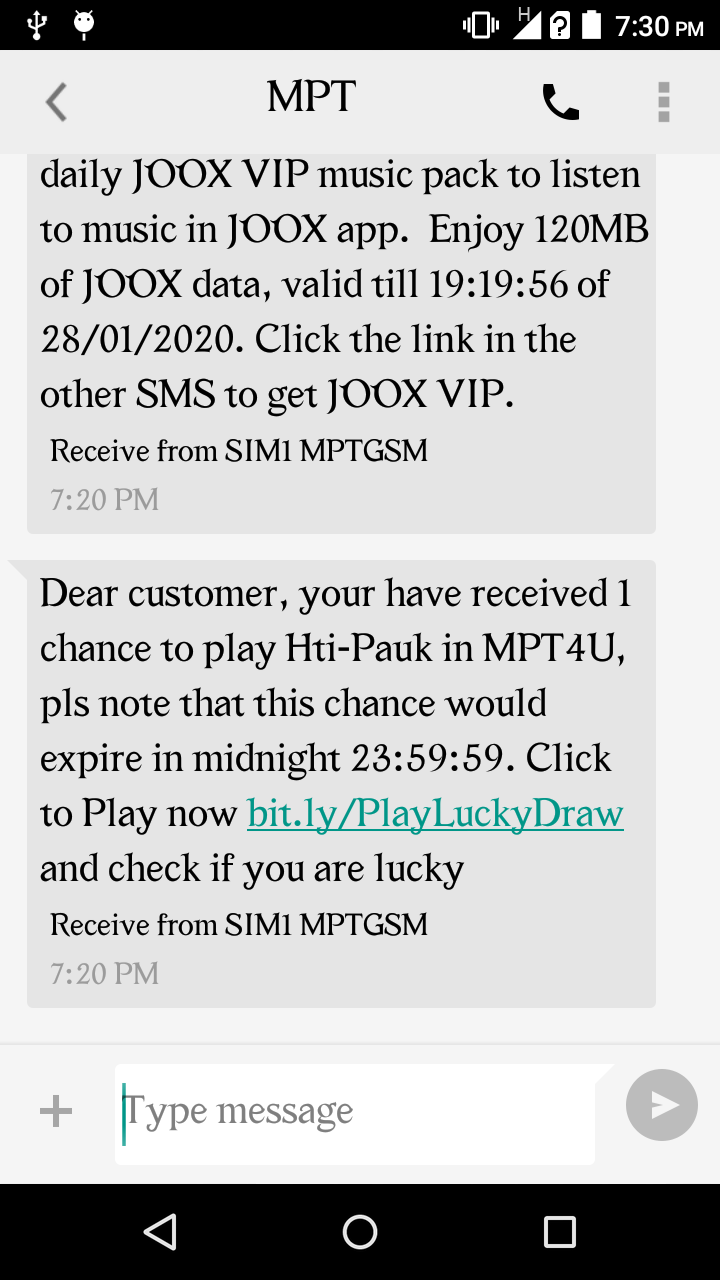 H
7:30 PM
MPT
daily JOOX VIP music pack to listen
to music in JOOX app. Enjoy 120MB
of JOOX data, valid till 19:19:56 of
28/01/2020. Click the link in the
other SMS to get JOOX VIP.
Receive from SIM1 MPTGSM
7:20 PM
Dear customer, your have received 1
chance to play Hti-Pauk in MPT4U,
pls note that this chance would
expire in midnight 23:59:59. Click
to Play now bit.ly/PlayLuckyDraw
and check if you are lucky
Receive from SIM1 MPTGSM
7:20 PM
Type message